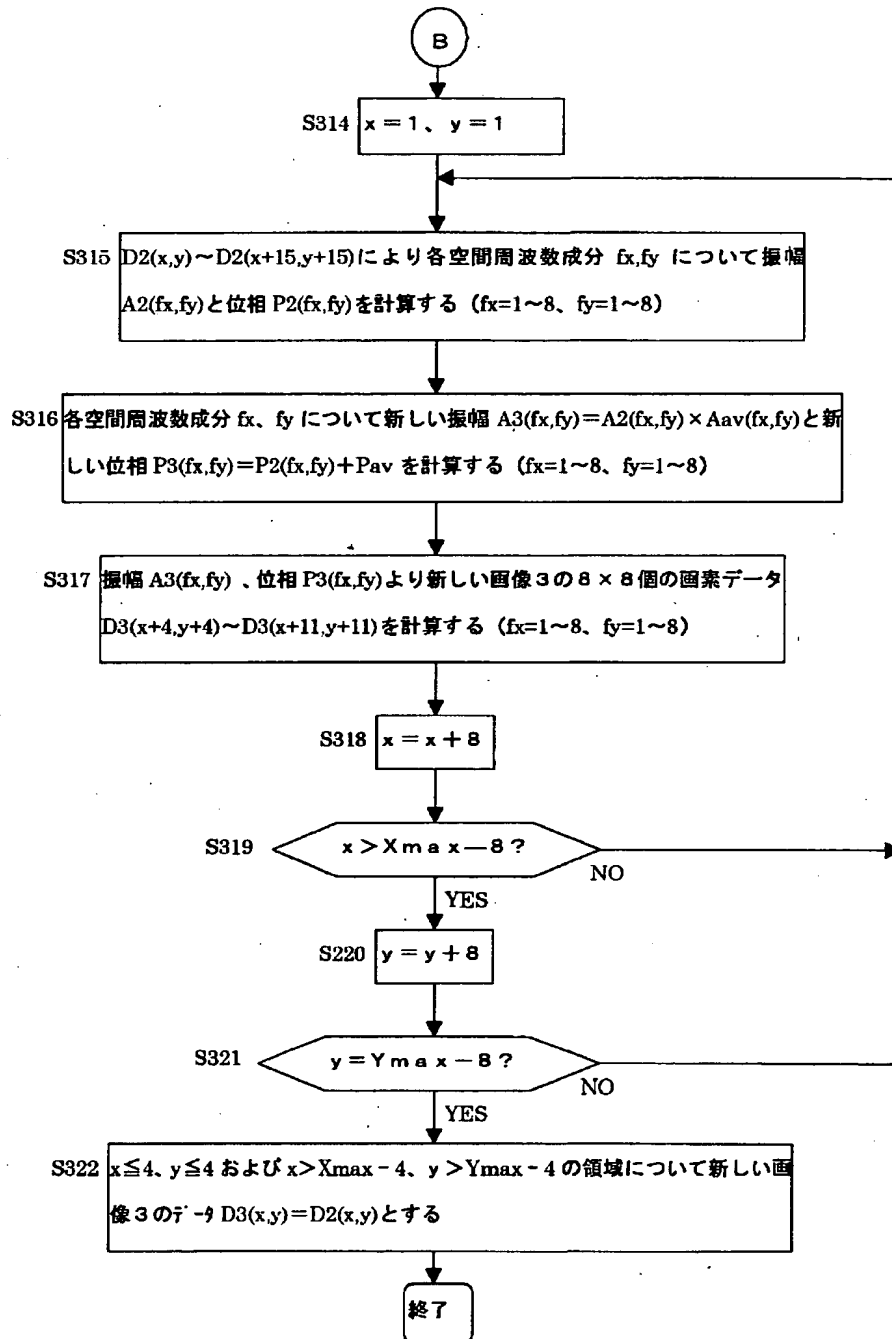 B
S314 x=1、y=1
S315 D2(x,y)~D2(x+15,y+15)により各空間周波数成分 fx,fy について振幅
A2(fx,fy)と位相 P2(fx,fy)を計算する（fx=1~8、fy=1~8）
S316 各空間周波数成分 fx、fy について新しい振幅 A3(fx,fy)=A2(fx,fy)×Aav(fx,fy)と新
しい位相 P3(fx,fy)=P2(fx,fy)+Pav を計算する（fx=1~8、fy=1~8）
S317 振幅 A3(fx,fy) 、位相 P3(fx,fy)より新しい画像3の8×8個の画素データ
D3(x+4,y+4)~D3(x+11,y+11)を計算する（fx=1~8、fy=1~8）
S318 x=x+8
S319 x>Xmax-8?
NO
YES
S220 y=y+8
S321 y=Ymax-8?
NO
YES
S322 x≦4、y≦4 および x>Xmax-4、y>Ymax-4 の領域について新しい画
像3のデータ D3(x,y)=D2(x,y)とする
終了